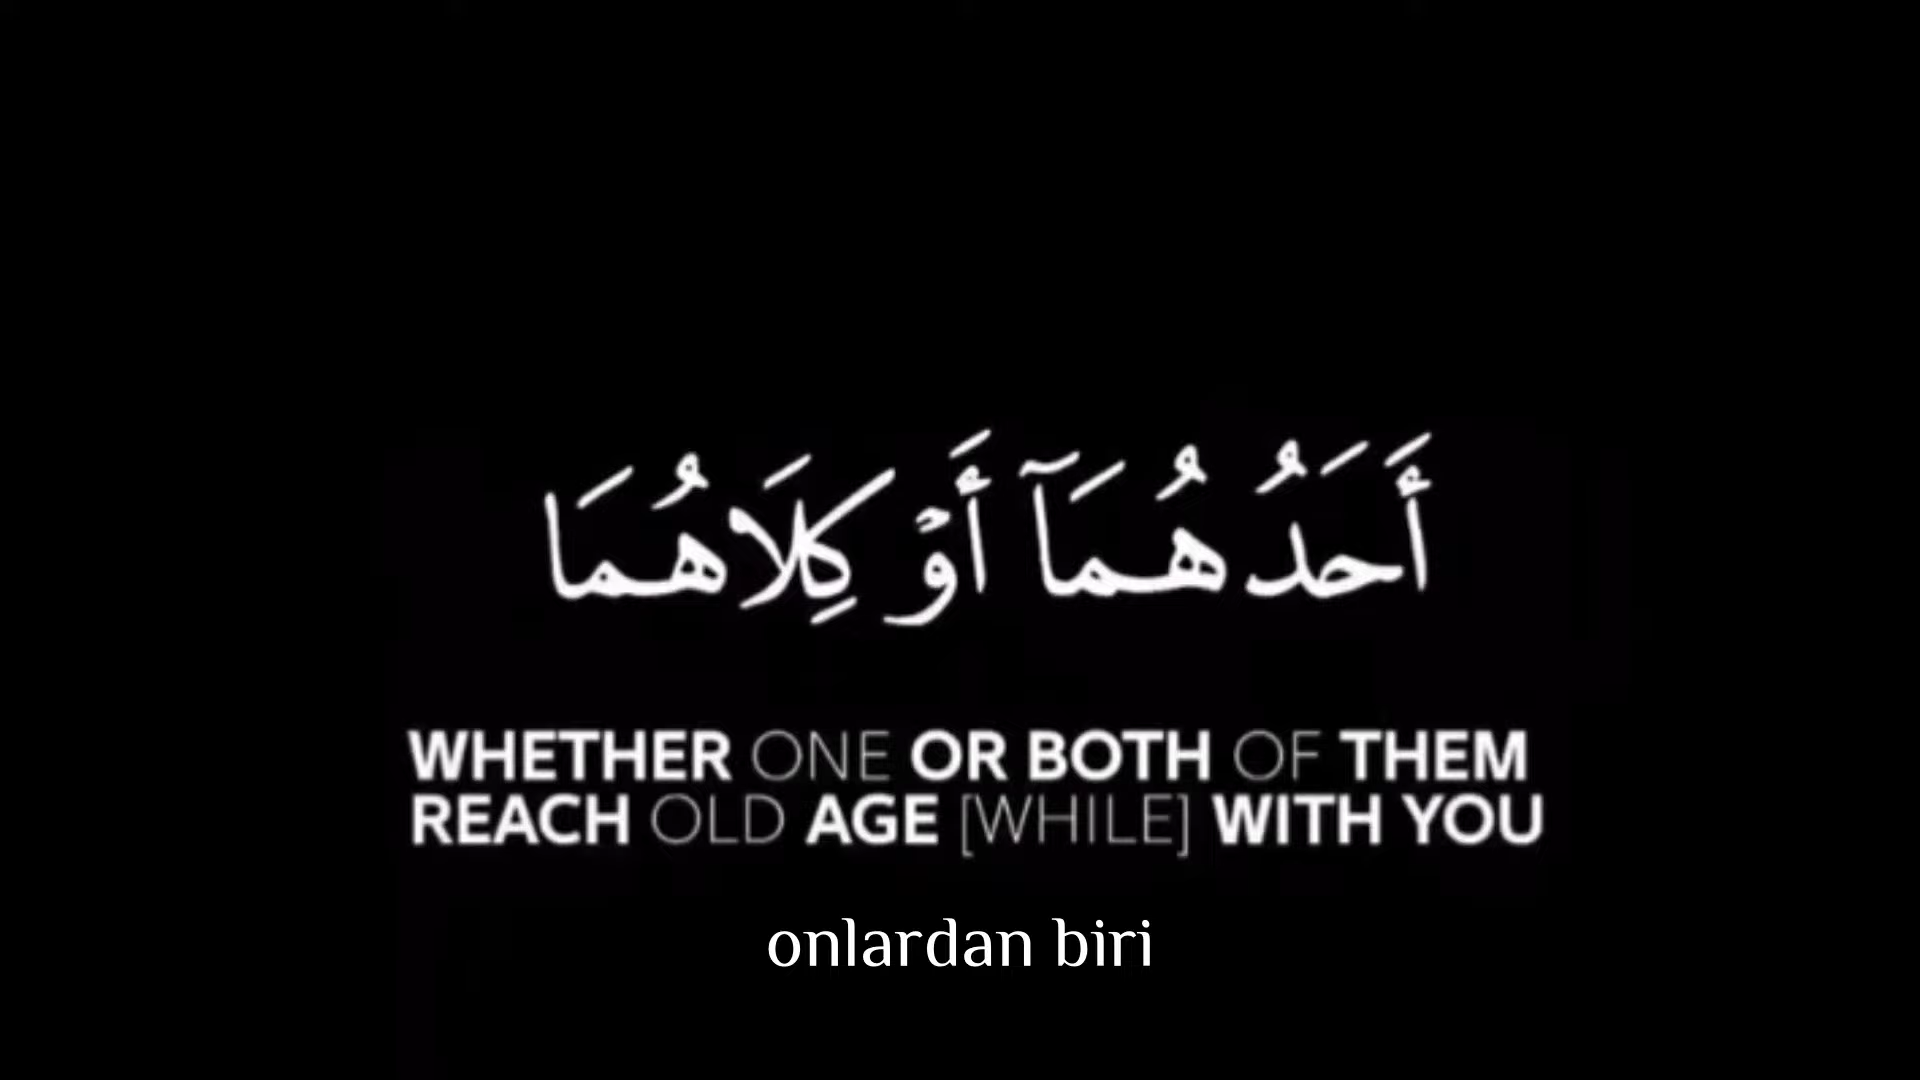 أَحَدُهُمَآ أَوْ كِلَاهُمَا
WHETHER ONE OR BOTH OF THEM
REACH OLD AGE [WHILE] WITH YOU
onlardan biri